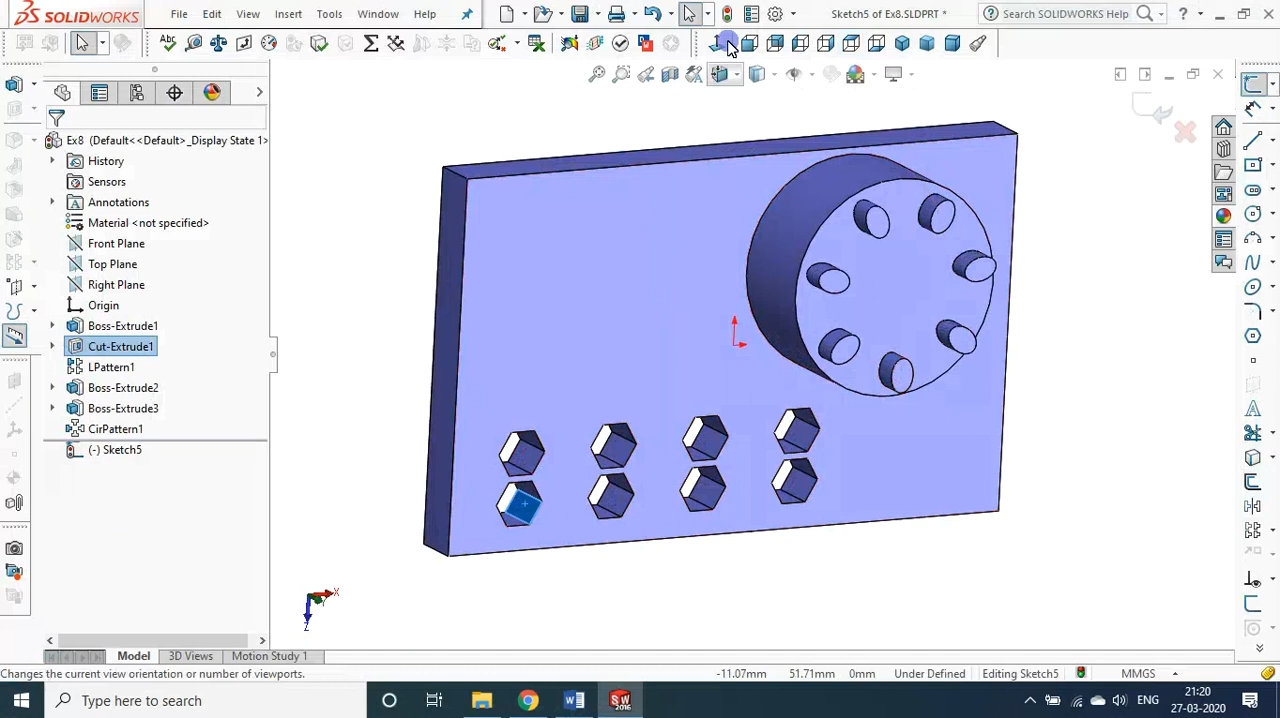 SOLIDWORKS
File Edit View Insert Tools Simulation Window Help
Sketch5 of Ex8.SLDPRT *
Search SOLIDWORKS Help
Ex8 (Default<<Default>_Display State 1>
History
Sensors
Annotations
Material <not specified>
Front Plane
Top Plane
Right Plane
Origin
Boss-Extrude1
Cut-Extrude1
LPattern1
Boss-Extrude2
Boss-Extrude3
CirPattern1
(-) Sketch5
X
Y
Z
Model 3D Views Motion Study 1
Changes the current view orientation or number of viewports. -11.07mm 51.71mm 0mm Under Defined Editing Sketch5 MMGS
Type here to search
SW
2016
ENG
21:20
27-03-2020